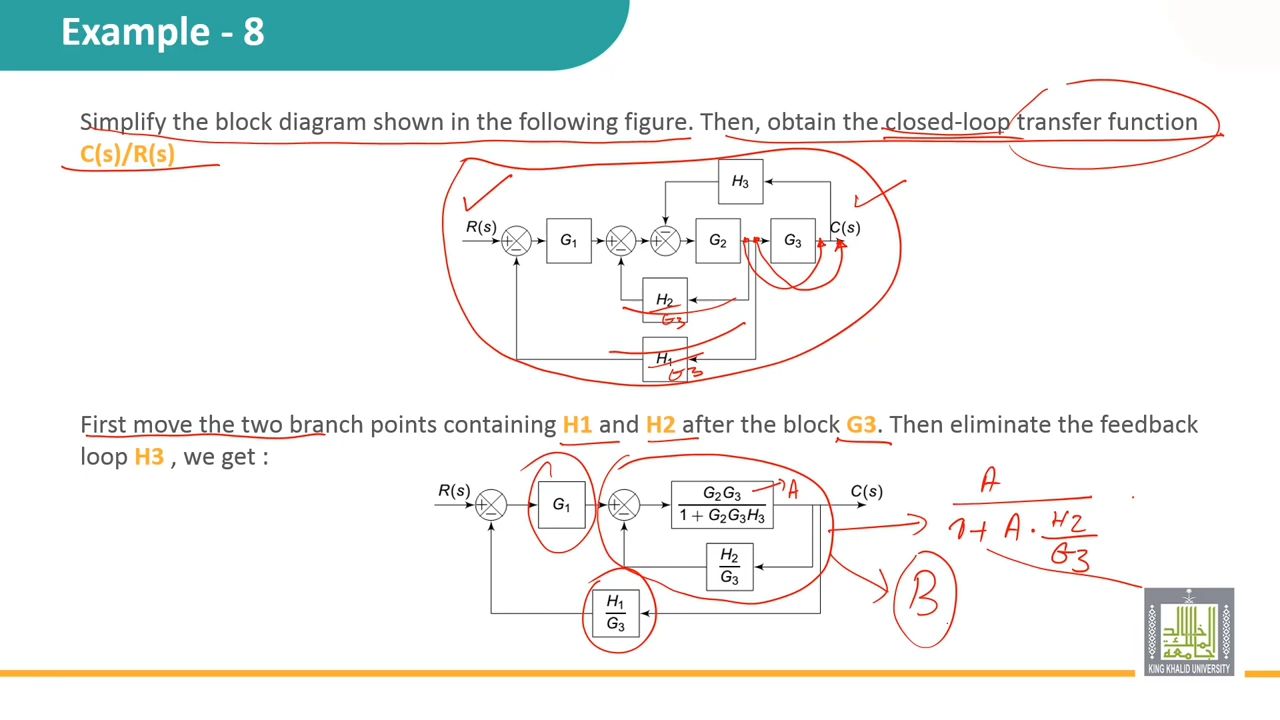 Example - 8
Simplify the block diagram shown in the following figure. Then, obtain the closed-loop transfer function
C(s)/R(s)
H3
R(s)
G1
G2
G3
C(s)
H2
G3
H1
G3
First move the two branch points containing H1 and H2 after the block G3. Then eliminate the feedback
loop H3 , we get :
R(s)
G1
G2G3
1 + G2G3H3
A
C(s)
H2
G3
H1
G3
A
1 + A · H2
G3
B
جامعة الملك خالد
KING KHALID UNIVERSITY